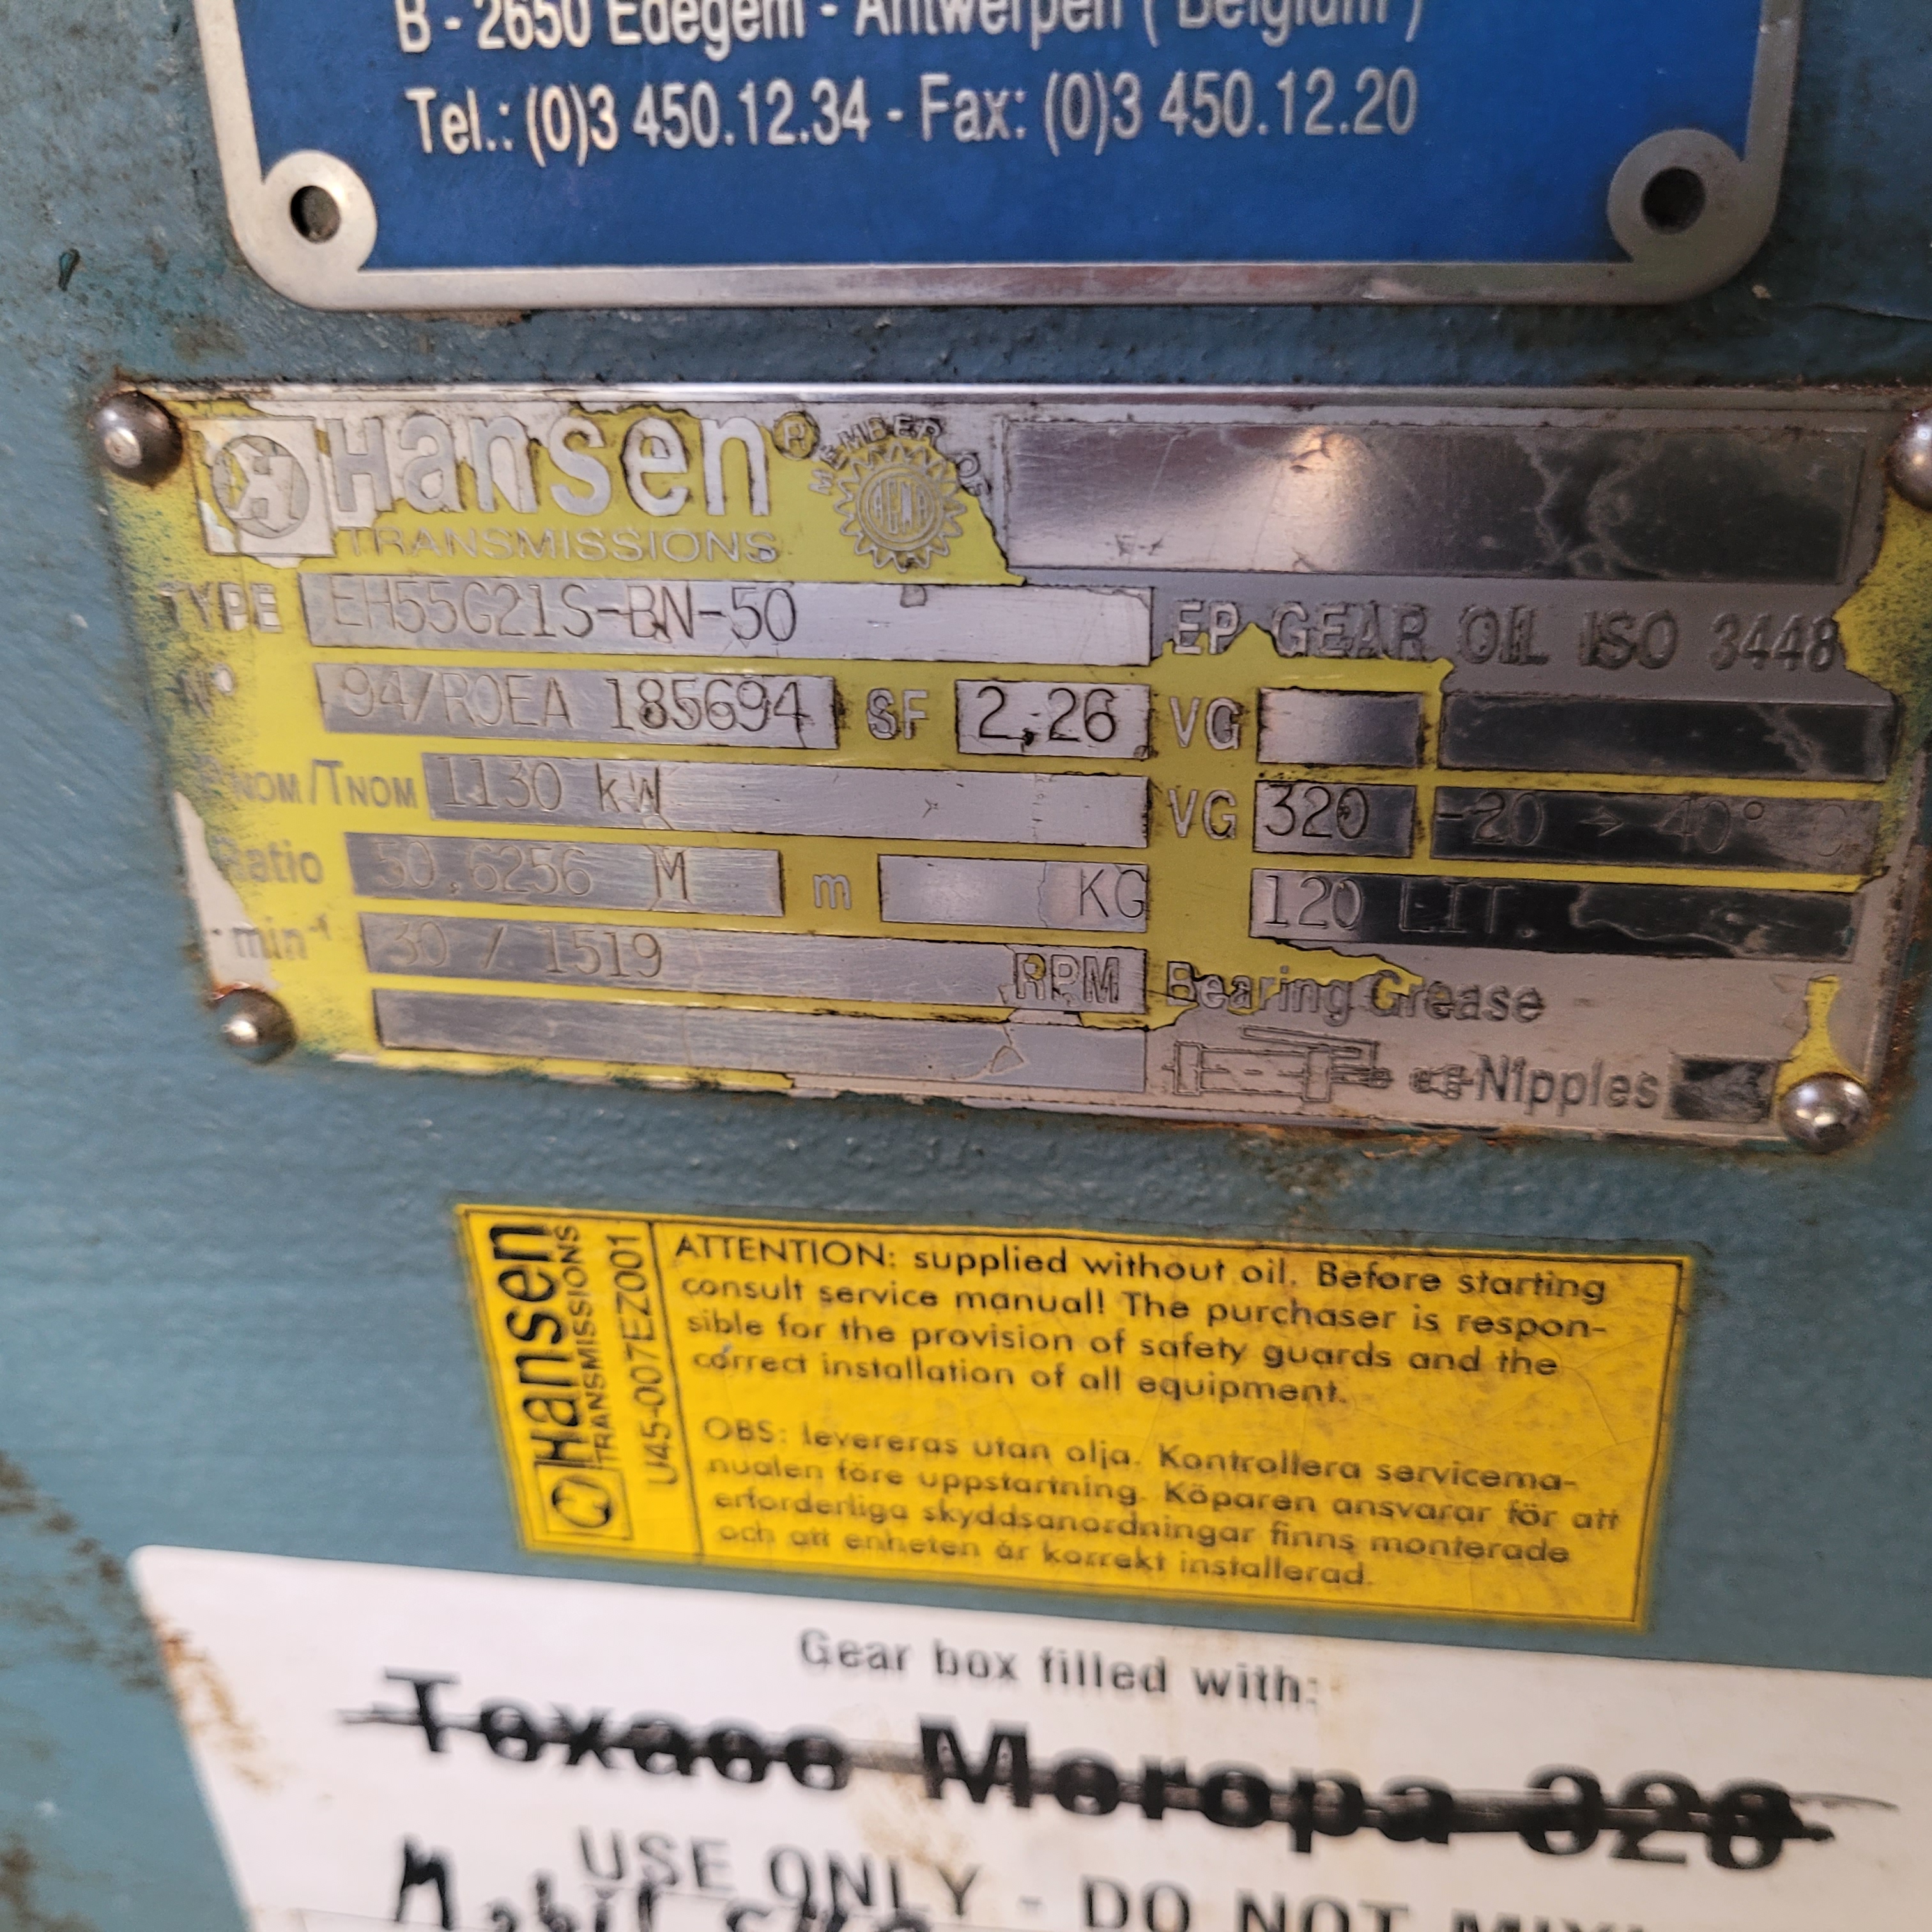 B - 2650 Edegem - Antwerpen ( Belgium )
Tel.: (0)3 450.12.34 - Fax: (0)3 450.12.20
Hansen ® MEMBER OF
TRANSMISSIONS
TYPE EH55G21S-BN-50 EP GEAR OIL ISO 3448
N° 94/ROEA 185694 SF 2,26 VG
NOM/TNOM 1130 kW VG 320 -20 → 40° C
Ratio 50,6256 M m KG 120 LIT.
min⁻¹ 30 / 1519 RPM Bearing Grease
Nipples
Hansen
TRANSMISSIONS
U45-007EZ001
ATTENTION: supplied without oil. Before starting
consult service manual! The purchaser is respon-
sible for the provision of safety guards and the
correct installation of all equipment.
OBS: levereras utan olja. Kontrollera servicema-
nualen före uppstartning. Köparen ansvarar för att
erforderliga skyddsanordningar finns monterade
och att enheten är korrekt installerad.
Gear box filled with:
Texaco Meropa 320
USE ONLY - DO NOT MIX!
Mobil